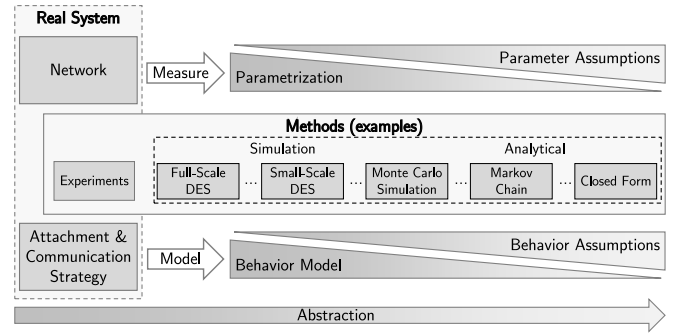 Real System
Network
Measure
Parameter Assumptions
Parametrization
Methods (examples)
Simulation
Analytical
Experiments
Full-Scale
DES
...
Small-Scale
DES
...
Monte Carlo
Simulation
...
Markov
Chain
...
Closed Form
Attachment &
Communication
Strategy
Model
Behavior Assumptions
Behavior Model
Abstraction